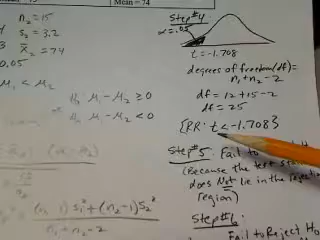 Mean = 74
n₂ = 15
s₂ = 3.2
x̄₂ = 74
0.05
μ₁ < μ₂
H₀ μ₁ - μ₂ ≥ 0
μ₁ - μ₂ < 0
(n₁-1) s₁² + (n₂-1) s₂²
n₁ + n₂ - 2
Step #4
α = .05
t = -1.708
degrees of freedom (df) =
n₁ + n₂ - 2
df = 12 + 15 - 2
df = 25
{RR: t < -1.708}
Step #5: Fail to
(Because the test
does Not lie in the
region)
Step #6:
Fail to Reject H₀